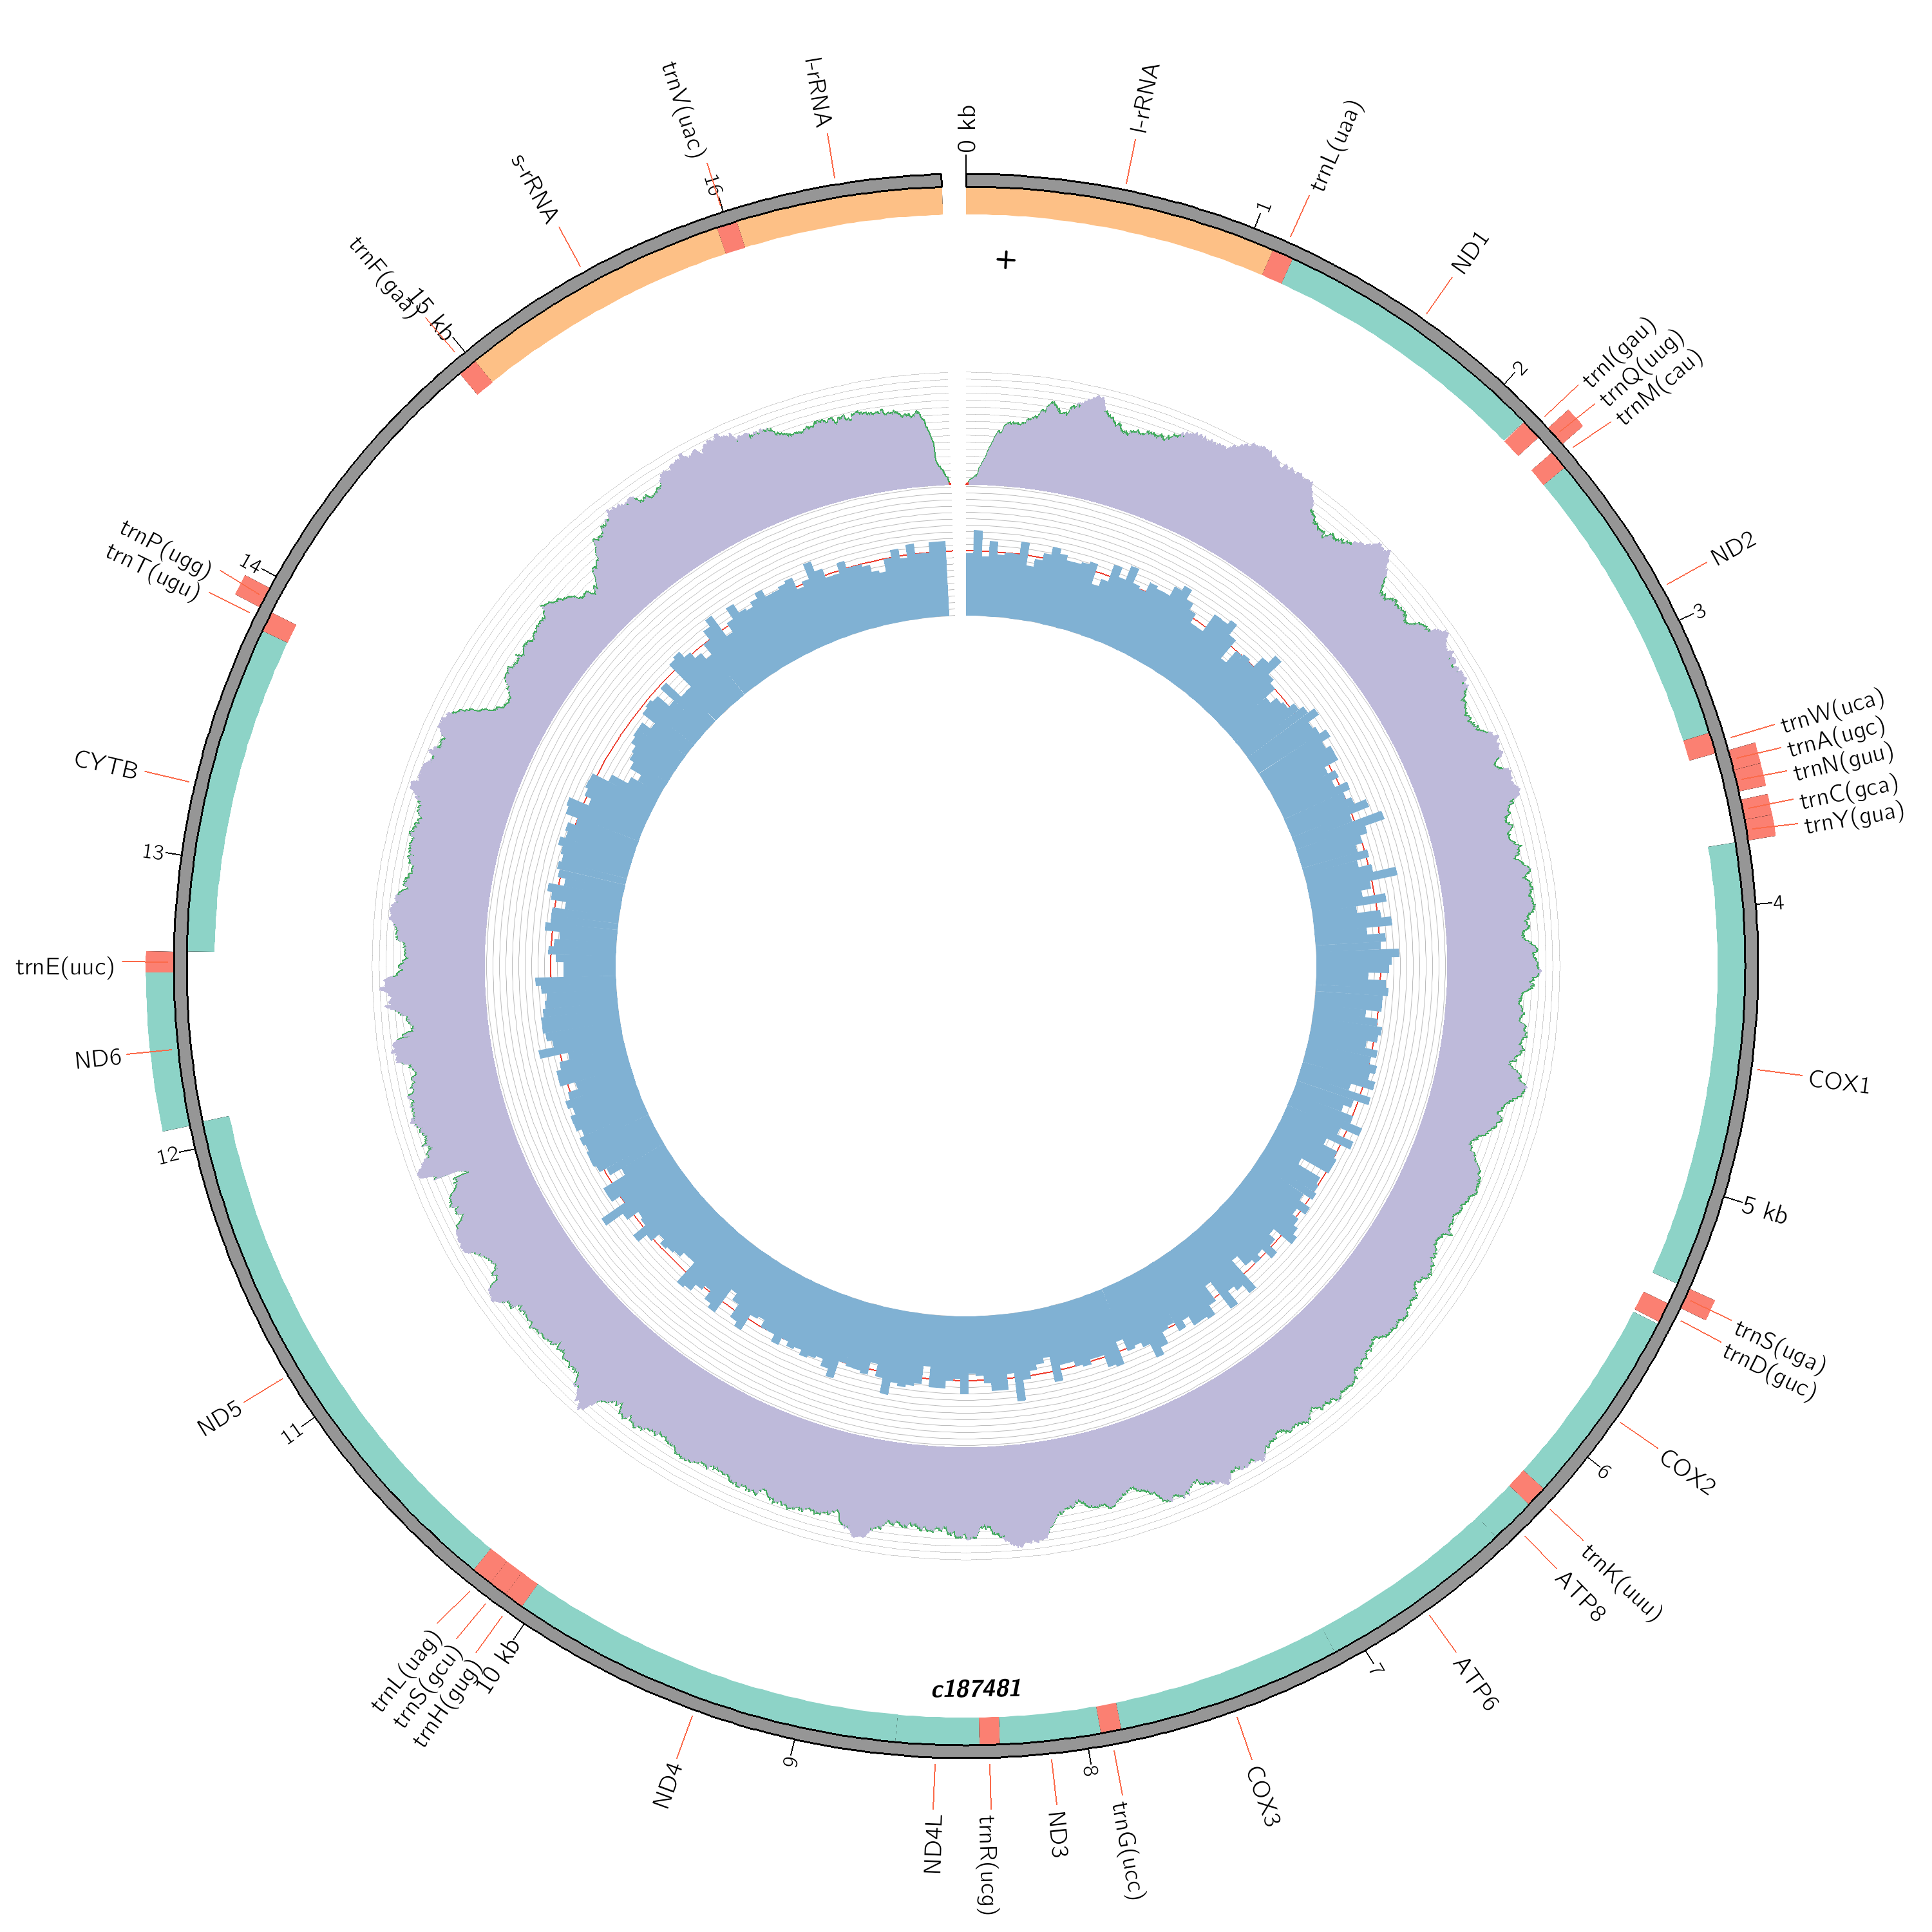 0 kb
l-rRNA
1
trnL(uaa)
ND1
2
trnI(gau)
trnQ(uug)
trnM(cau)
ND2
3
trnW(uca)
trnA(ugc)
trnN(guu)
trnC(gca)
trnY(gua)
4
COX1
5 kb
trnS(uga)
trnD(guc)
COX2
6
trnK(uuu)
ATP8
ATP6
7
COX3
trnG(ucc)
8
ND3
trnR(ucg)
ND4L
9
ND4
10 kb
trnH(gug)
trnS(gcu)
trnL(uag)
11
ND5
12
ND6
trnE(uuc)
13
CYTB
trnT(ugu)
trnP(ugg)
14
15 kb
trnF(gaa)
s-rRNA
16
trnV(uac)
l-rRNA
+
c187481